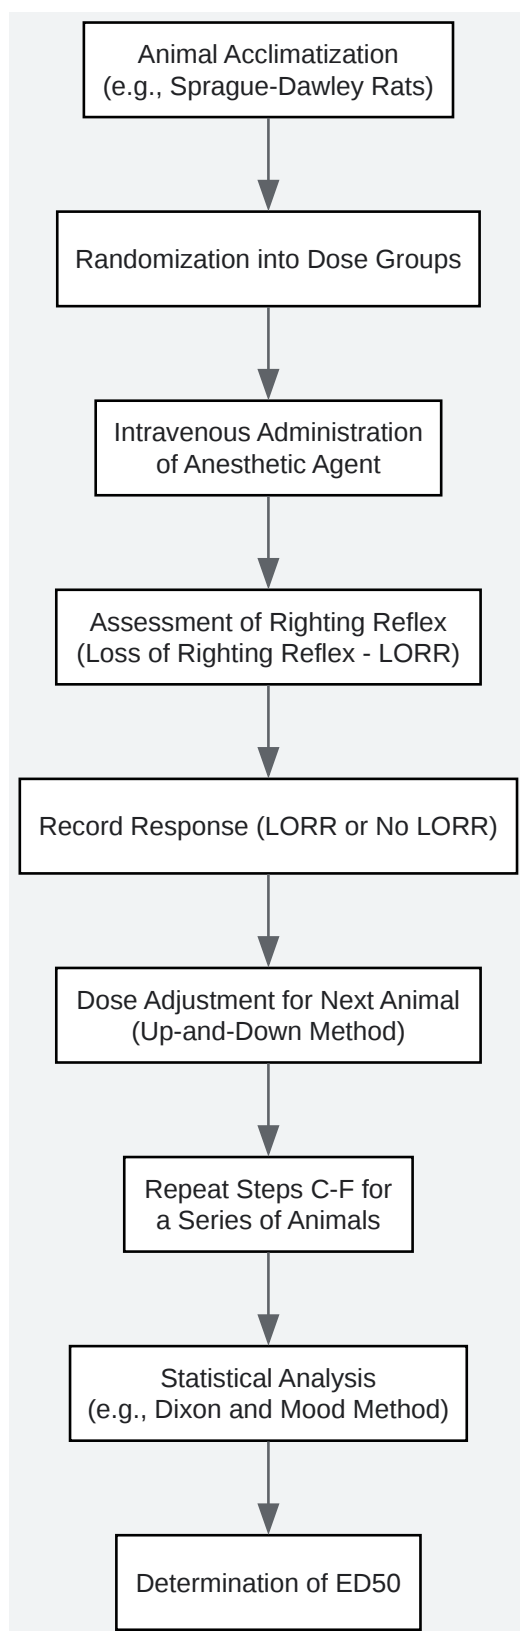 Animal Acclimatization
(e.g., Sprague-Dawley Rats)
Randomization into Dose Groups
Intravenous Administration
of Anesthetic Agent
Assessment of Righting Reflex
(Loss of Righting Reflex - LORR)
Record Response (LORR or No LORR)
Dose Adjustment for Next Animal
(Up-and-Down Method)
Repeat Steps C-F for
a Series of Animals
Statistical Analysis
(e.g., Dixon and Mood Method)
Determination of ED50